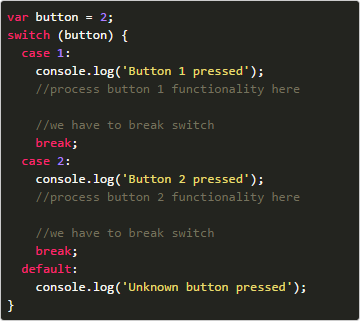 var button = 2;
switch (button) {
  case 1:
    console.log('Button 1 pressed');
    //process button 1 functionality here

    //we have to break switch
    break;
  case 2:
    console.log('Button 2 pressed');
    //process button 2 functionality here

    //we have to break switch
    break;
  default:
    console.log('Unknown button pressed');
}